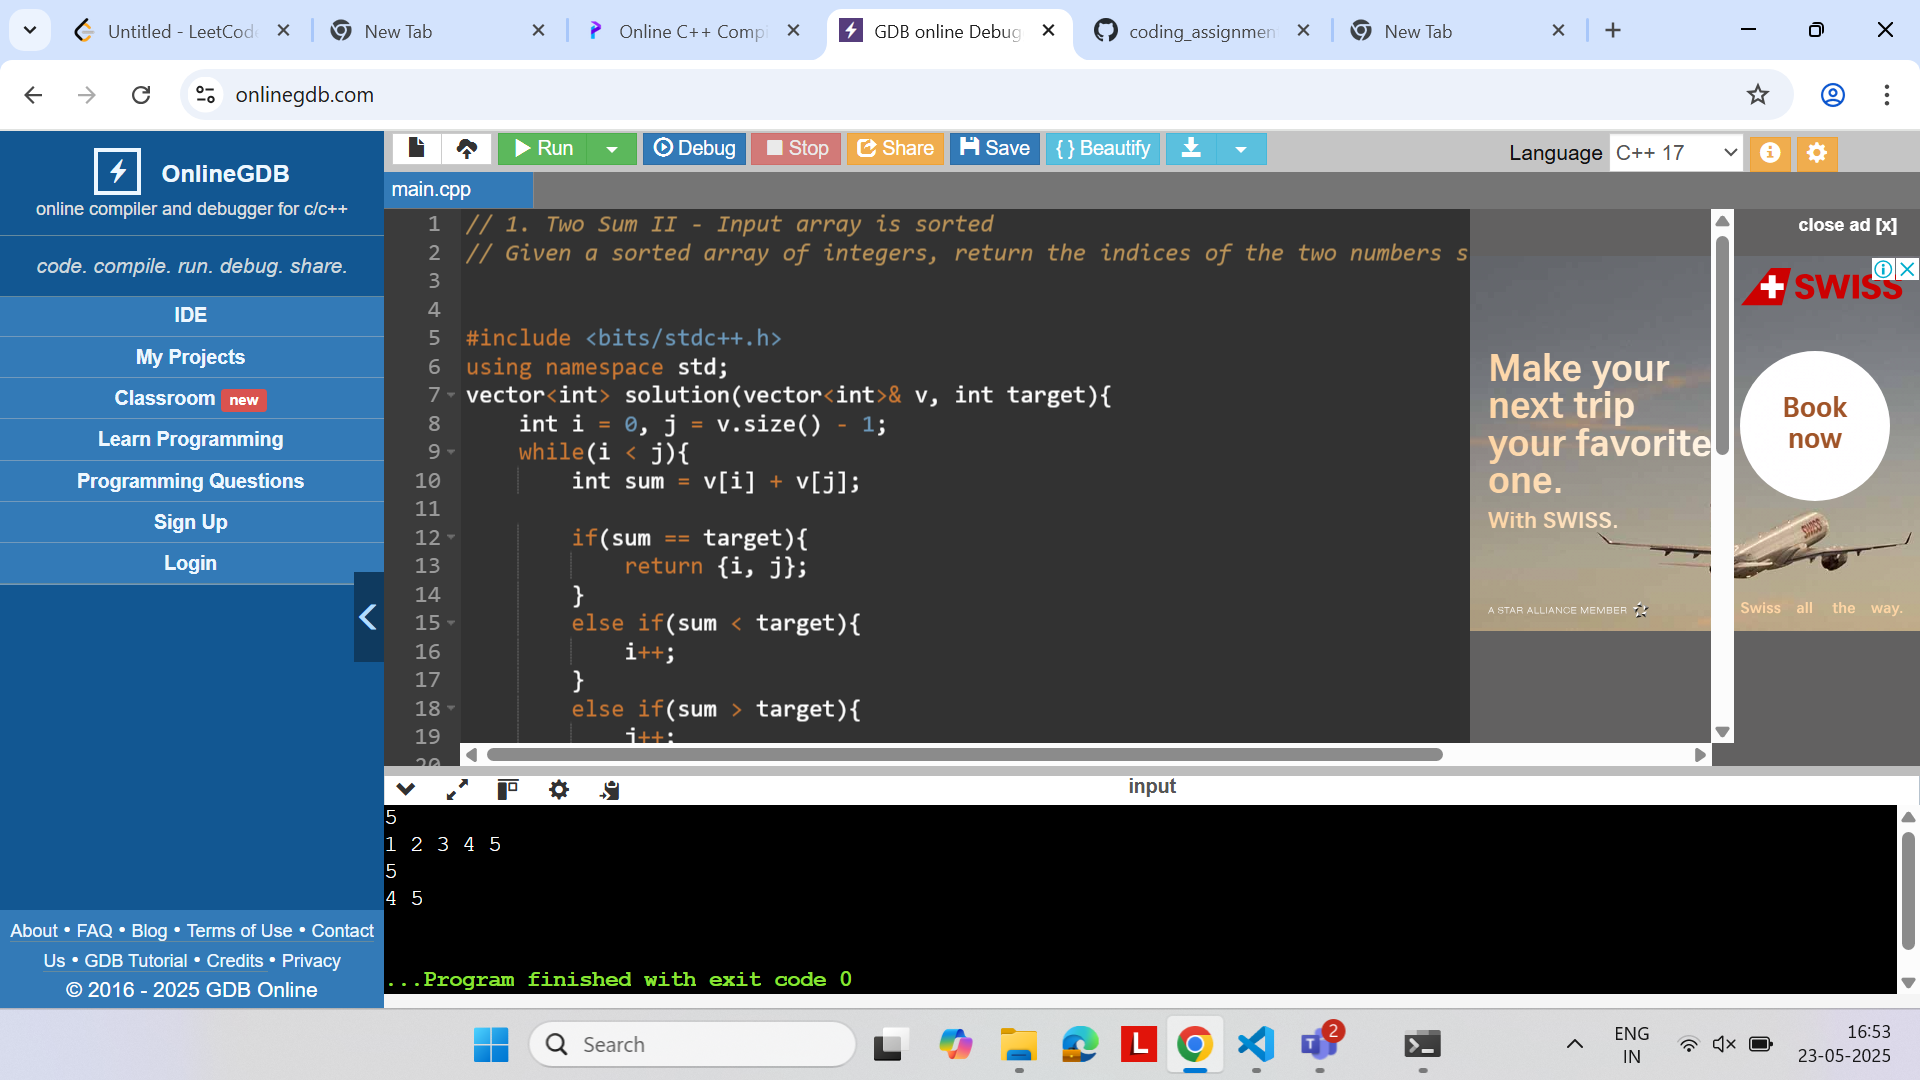 Untitled - LeetCode
New Tab
Online C++ Compi
GDB online Debug
coding_assignmen
New Tab
onlinegdb.com
OnlineGDB
online compiler and debugger for c/c++
code. compile. run. debug. share.
IDE
My Projects
Classroom new
Learn Programming
Programming Questions
Sign Up
Login
About • FAQ • Blog • Terms of Use • Contact
Us • GDB Tutorial • Credits • Privacy
© 2016 - 2025 GDB Online
Run
Debug
Stop
Share
Save
{ } Beautify
Language C++ 17
main.cpp
1 // 1. Two Sum II - Input array is sorted
2 // Given a sorted array of integers, return the indices of the two numbers s
3
4
5 #include <bits/stdc++.h>
6 using namespace std;
7 vector<int> solution(vector<int>& v, int target){
8 int i = 0, j = v.size() - 1;
9 while(i < j){
10 int sum = v[i] + v[j];
11
12 if(sum == target){
13 return {i, j};
14 }
15 else if(sum < target){
16 i++;
17 }
18 else if(sum > target){
19 j++;
20
close ad [x]
SWISS
Make your
next trip
your favorite
one.
With SWISS.
Book
now
SWISS
A STAR ALLIANCE MEMBER
Swiss all the way.
input
5
1 2 3 4 5
5
4 5
...Program finished with exit code 0
Search
L
2
ENG
IN
16:53
23-05-2025